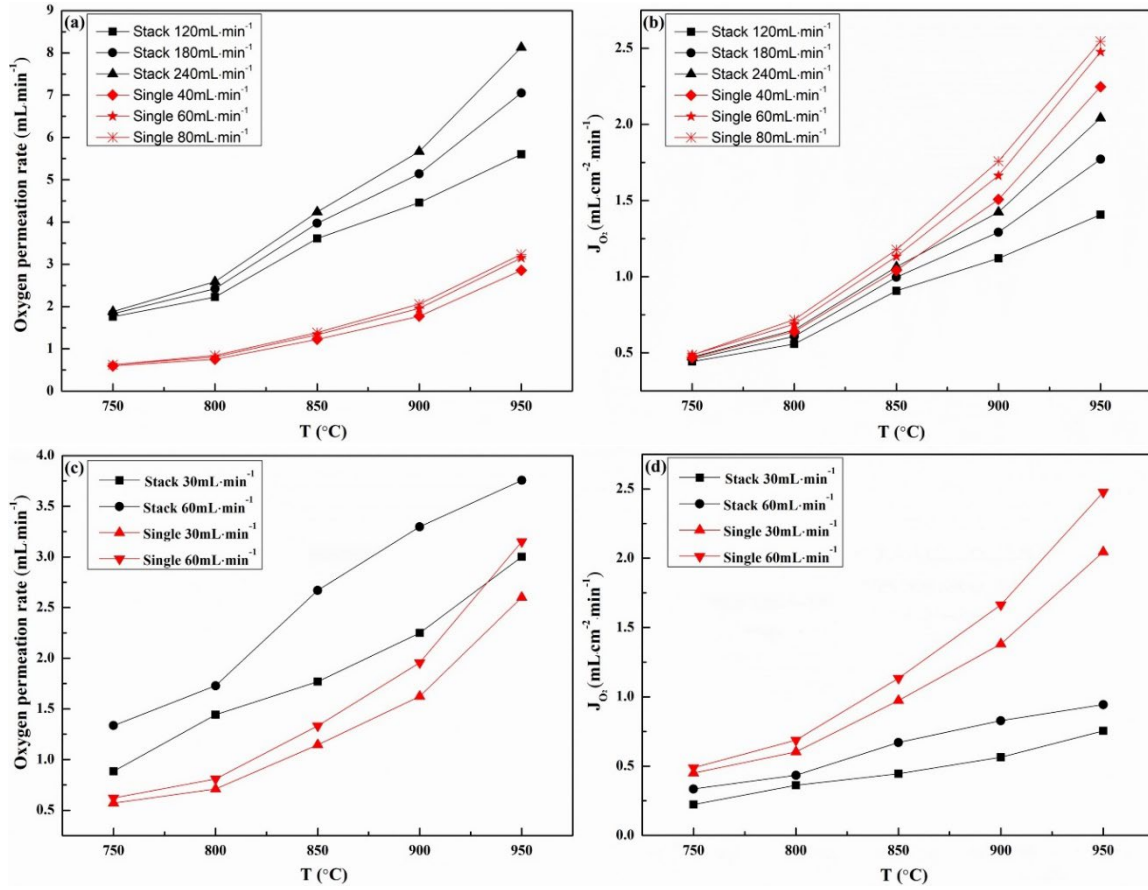 (a)
Stack 120mL·min⁻¹
Stack 180mL·min⁻¹
Stack 240mL·min⁻¹
Single 40mL·min⁻¹
Single 60mL·min⁻¹
Single 80mL·min⁻¹
Oxygen permeation rate (mL·min⁻¹)
9
8
7
6
5
4
3
2
1
0
750 800 850 900 950
T (°C)
(b)
Stack 120mL·min⁻¹
Stack 180mL·min⁻¹
Stack 240mL·min⁻¹
Single 40mL·min⁻¹
Single 60mL·min⁻¹
Single 80mL·min⁻¹
J_O₂ (mL·cm⁻²·min⁻¹)
2.5
2.0
1.5
1.0
0.5
750 800 850 900 950
T (°C)
(c)
Stack 30mL·min⁻¹
Stack 60mL·min⁻¹
Single 30mL·min⁻¹
Single 60mL·min⁻¹
Oxygen permeation rate (mL·min⁻¹)
4.0
3.5
3.0
2.5
2.0
1.5
1.0
0.5
750 800 850 900 950
T (°C)
(d)
Stack 30mL·min⁻¹
Stack 60mL·min⁻¹
Single 30mL·min⁻¹
Single 60mL·min⁻¹
J_O₂ (mL·cm⁻²·min⁻¹)
2.5
2.0
1.5
1.0
0.5
0.0
750 800 850 900 950
T (°C)